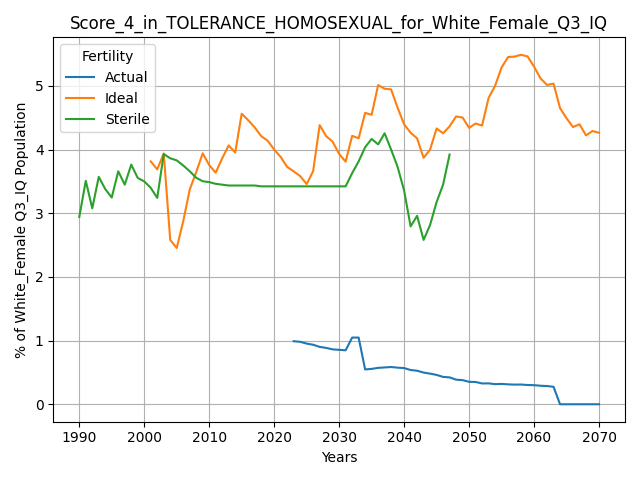 Score_4_in_TOLERANCE_HOMOSEXUAL_for_White_Female_Q3_IQ
Fertility
Actual
Ideal
Sterile
% of White_Female Q3_IQ Population
5
4
3
2
1
0
1990 2000 2010 2020 2030 2040 2050 2060 2070
Years